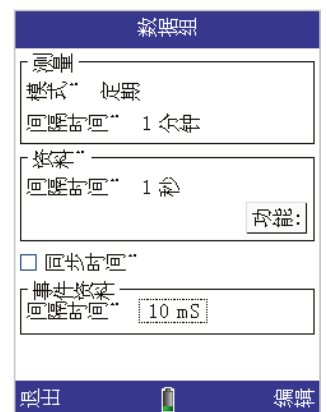 数据组
测量
模式¨ 定期
间隔时间¨ 1 分钟
资料¨
间隔时间¨ 1 秒
功能:
同步时间¨
事件资料
间隔时间¨ 10 mS
退出 编辑